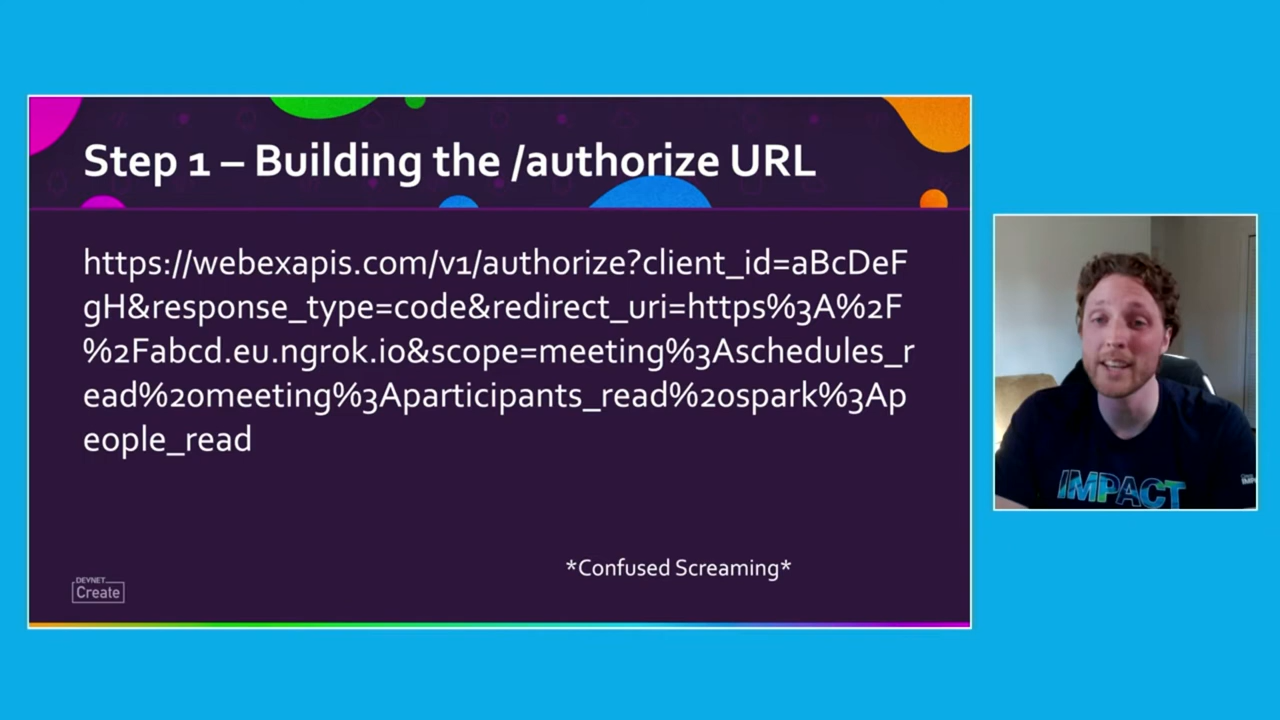 Step 1 – Building the /authorize URL
https://webexapis.com/v1/authorize?client_id=aBcDeF
gH&response_type=code&redirect_uri=https%3A%2F
%2Fabcd.eu.ngrok.io&scope=meeting%3Aschedules_r
ead%20meeting%3Aparticipants_read%20spark%3Ap
eople_read
*Confused Screaming*
DEVNET
Create
IMPACT